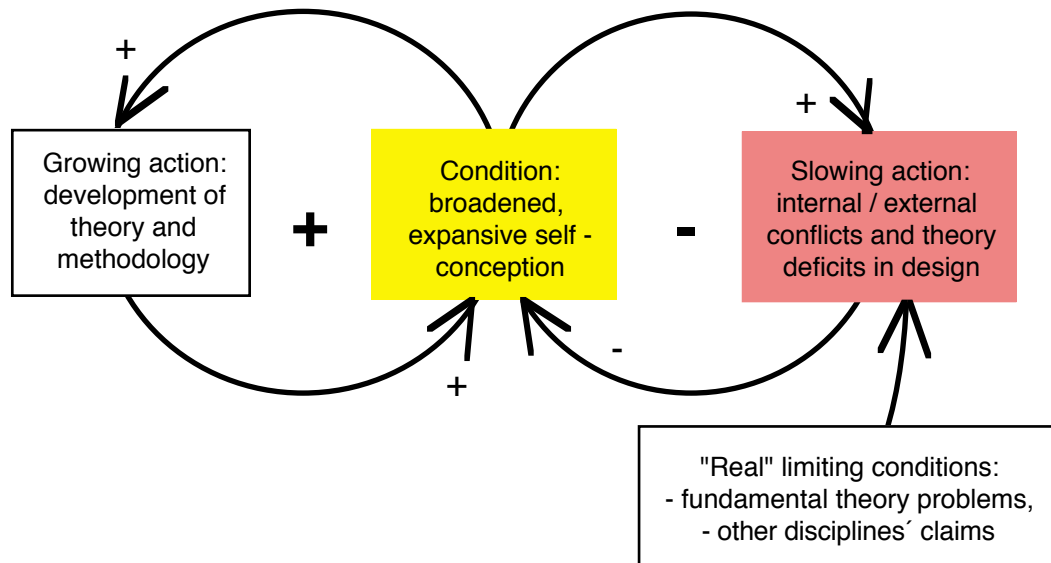 +
+
Growing action:
development of
theory and
methodology
+
Condition:
broadened,
expansive self -
conception
-
Slowing action:
internal / external
conflicts and theory
deficits in design
+
-
"Real" limiting conditions:
- fundamental theory problems,
- other disciplines´ claims